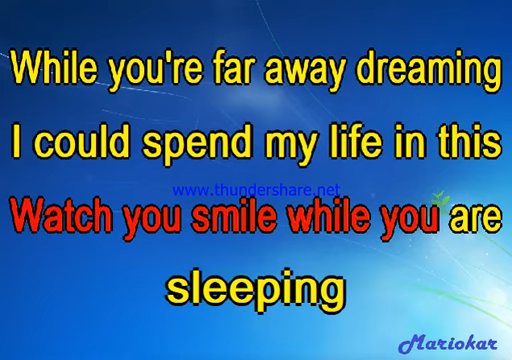 While you're far away dreaming
I could spend my life in this
www.thundershare.net
Watch you smile while you are
sleeping
Mariokar